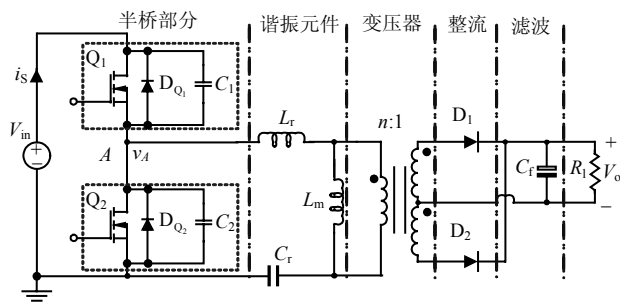 半桥部分 谐振元件 变压器 整流 滤波
Q1
iS
DQ1
C1
Lr
n:1
D1
Vin
+
−
A
vA
+
Cf
Rl
Vo
−
Q2
DQ2
C2
Lm
Cr
D2